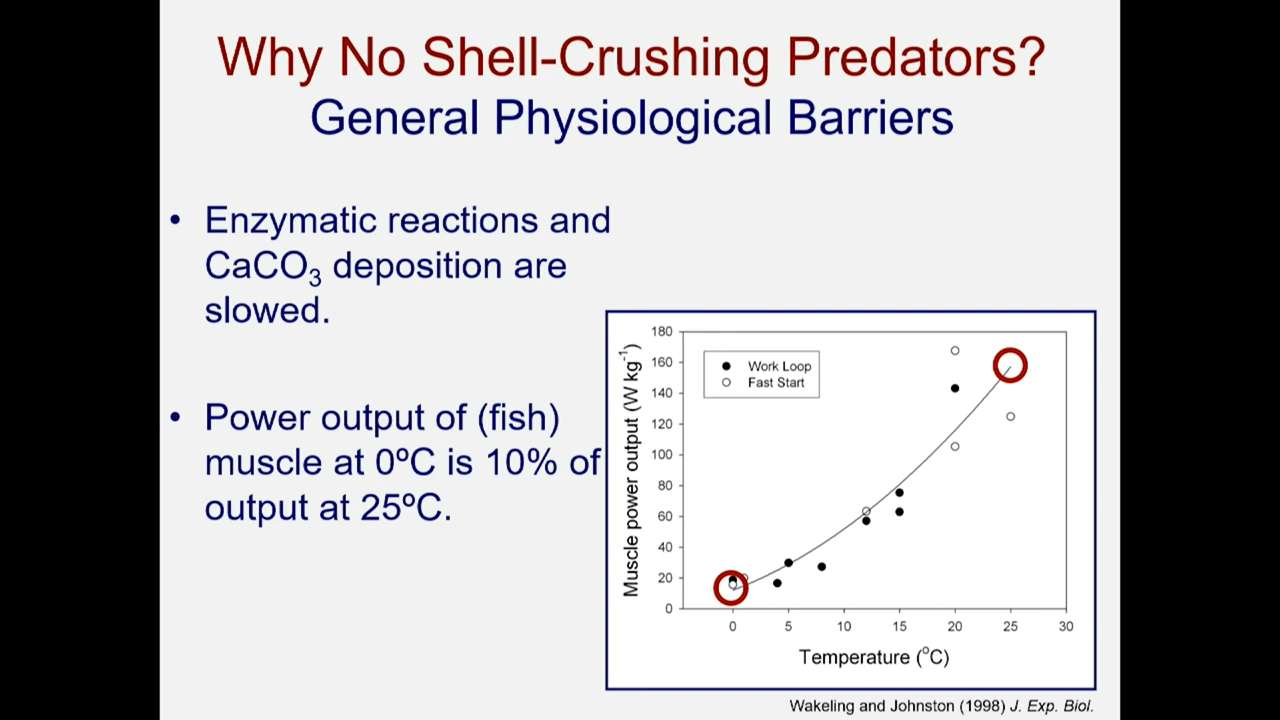 Why No Shell-Crushing Predators?
General Physiological Barriers
• Enzymatic reactions and
CaCO₃ deposition are
slowed.
• Power output of (fish)
muscle at 0ºC is 10% of
output at 25ºC.
Muscle power output (W kg⁻¹)
180
160
140
120
100
80
60
40
20
0
Work Loop
Fast Start
0 5 10 15 20 25 30
Temperature (°C)
Wakeling and Johnston (1998) J. Exp. Biol.